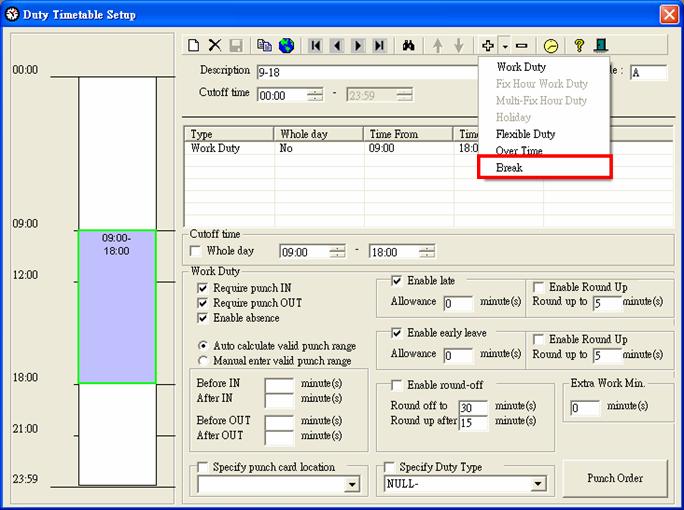 Duty Timetable Setup
00:00
09:00
12:00
18:00
21:00
23:59
09:00-
18:00
Description 9-18
Cutoff time 00:00 - 23:59
A
Work Duty
Fix Hour Work Duty
Multi-Fix Hour Duty
Holiday
Flexible Duty
Over Time
Break
Type Whole day Time From
Work Duty No 09:00
Cutoff time
Whole day 09:00 - 18:00
Work Duty
Require punch IN
Require punch OUT
Enable absence
Auto calculate valid punch range
Manual enter valid punch range
Before IN minute(s)
After IN minute(s)
Before OUT minute(s)
After OUT minute(s)
Enable late
Allowance 0 minute(s)
Enable Round Up
Round up to 5 minute(s)
Enable early leave
Allowance 0 minute(s)
Enable Round Up
Round up to 5 minute(s)
Enable round-off
Round off to 30 minute(s)
Round up after 15 minute(s)
Extra Work Min.
0 minute(s)
Specify punch card location
Specify Duty Type
NULL-
Punch Order